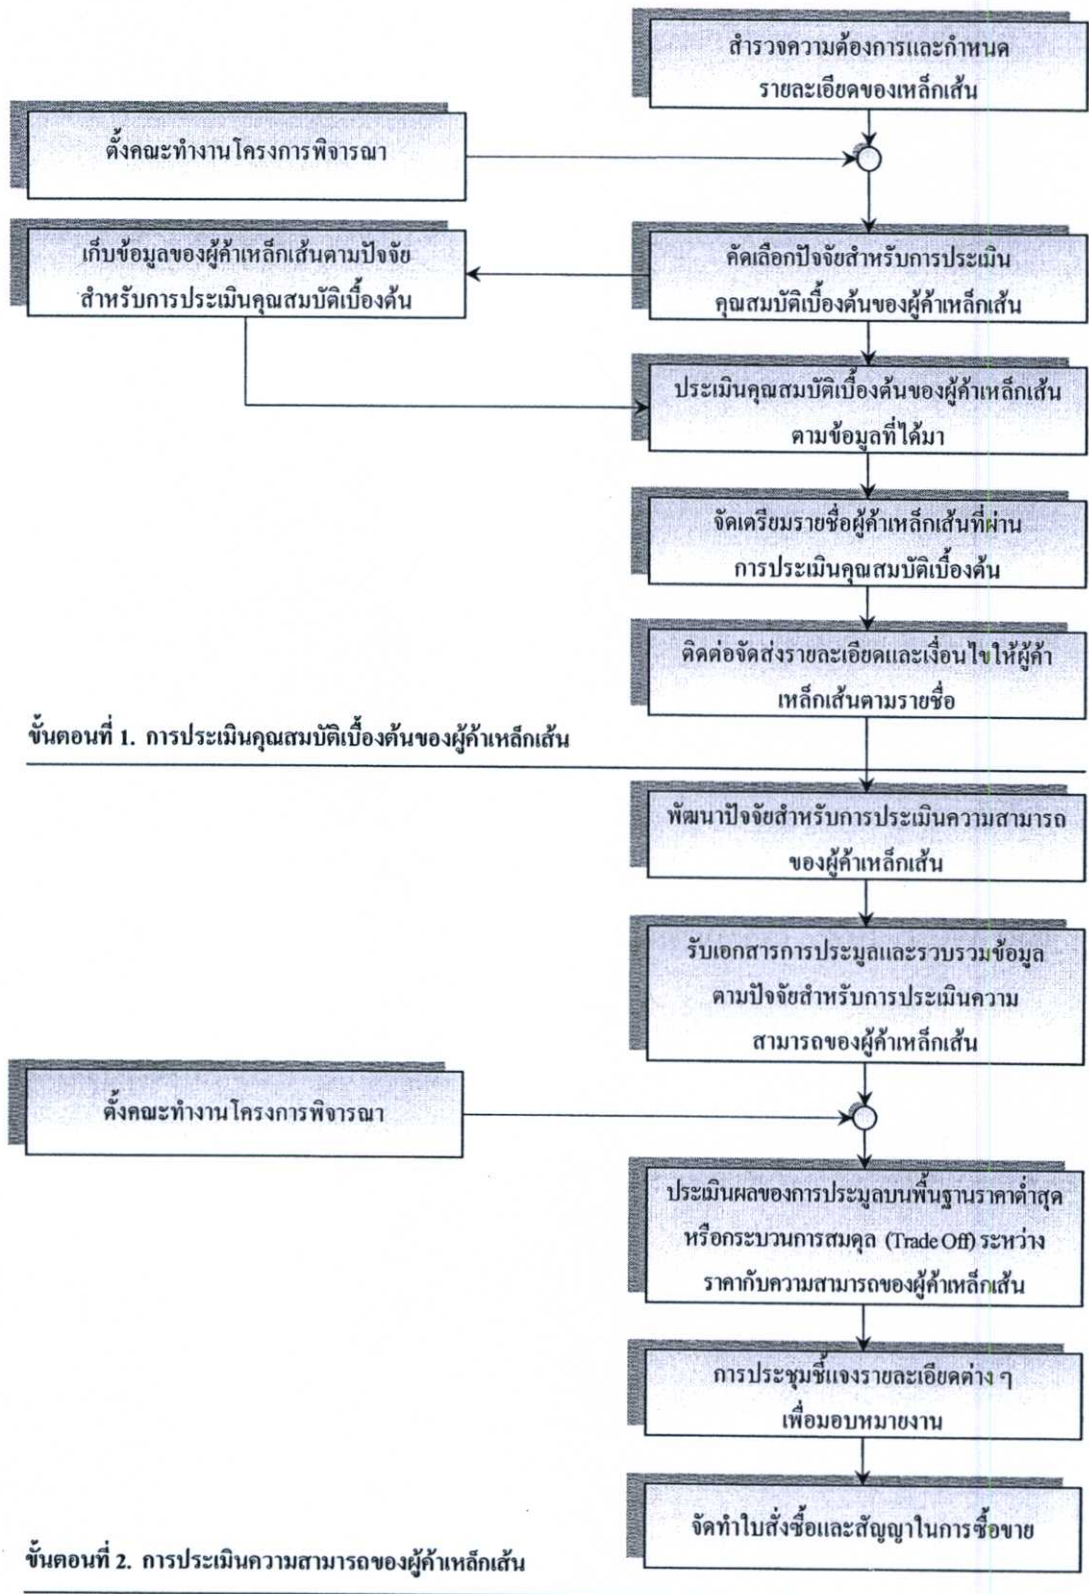 สำรวจความต้องการและกำหนด
รายละเอียดของเหล็กเส้น
ตั้งคณะทำงานโครงการพิจารณา
เก็บข้อมูลของผู้ค้าเหล็กเส้นตามปัจจัย
สำหรับการประเมินคุณสมบัติเบื้องต้น
คัดเลือกปัจจัยสำหรับการประเมิน
คุณสมบัติเบื้องต้นของผู้ค้าเหล็กเส้น
ประเมินคุณสมบัติเบื้องต้นของผู้ค้าเหล็กเส้น
ตามข้อมูลที่ได้มา
จัดเตรียมรายชื่อผู้ค้าเหล็กเส้นที่ผ่าน
การประเมินคุณสมบัติเบื้องต้น
ติดต่อจัดส่งรายละเอียดและเงื่อนไขให้ผู้ค้า
เหล็กเส้นตามรายชื่อ
ขั้นตอนที่ 1. การประเมินคุณสมบัติเบื้องต้นของผู้ค้าเหล็กเส้น
พัฒนาปัจจัยสำหรับการประเมินความสามารถ
ของผู้ค้าเหล็กเส้น
รับเอกสารการประมูลและรวบรวมข้อมูล
ตามปัจจัยสำหรับการประเมินความ
สามารถของผู้ค้าเหล็กเส้น
ตั้งคณะทำงานโครงการพิจารณา
ประเมินผลของการประมูลบนพื้นฐานราคาต่ำสุด
หรือกระบวนการสมดุล (Trade Off) ระหว่าง
ราคากับความสามารถของผู้ค้าเหล็กเส้น
การประชุมชี้แจงรายละเอียดต่าง ๆ
เพื่อมอบหมายงาน
จัดทำใบสั่งซื้อและสัญญาในการซื้อขาย
ขั้นตอนที่ 2. การประเมินความสามารถของผู้ค้าเหล็กเส้น